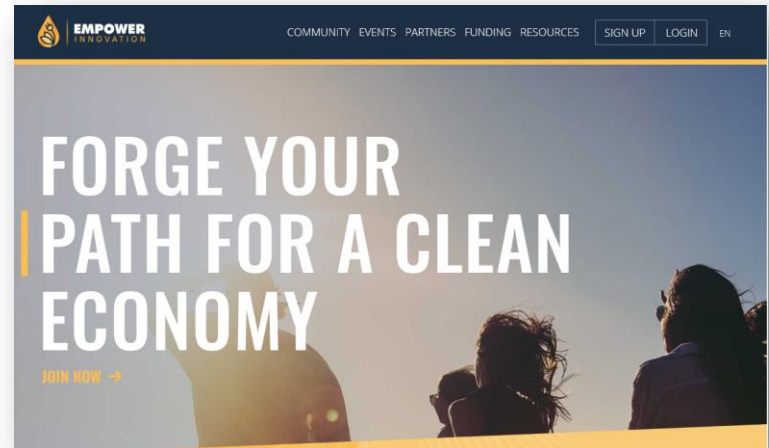 EMPOWER
INNOVATION
COMMUNITY EVENTS PARTNERS FUNDING RESOURCES SIGN UP LOGIN EN
FORGE YOUR
PATH FOR A CLEAN
ECONOMY
JOIN NOW →